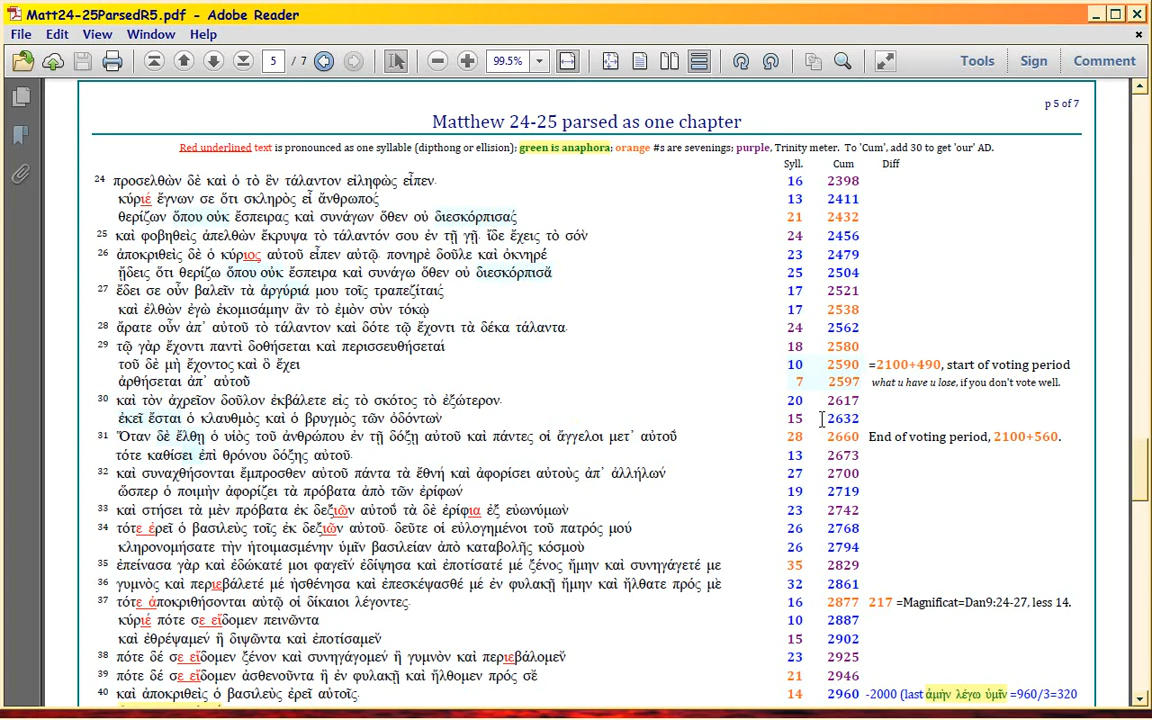 Matt24-25ParsedR5.pdf - Adobe Reader
File Edit View Window Help
5 / 7 99.5% Tools Sign Comment
p 5 of 7
Matthew 24-25 parsed as one chapter
Red underlined text is pronounced as one syllable (dipthong or ellision); green is anaphora; orange #s are sevenings; purple, Trinity meter. To 'Cum', add 30 to get 'our' AD.
Syll. Cum Diff
24 προσελθὼν δὲ καὶ ὁ τὸ ἓν τάλαντον εἰληφὼς εἶπεν· 16 2398
κύριέ ἔγνων σε ὅτι σκληρὸς εἶ ἄνθρωπός 13 2411
θερίζων ὅπου οὐκ ἔσπειρας καὶ συνάγων ὅθεν οὐ διεσκόρπισας 21 2432
25 καὶ φοβηθεὶς ἀπελθὼν ἔκρυψα τὸ τάλαντόν σου ἐν τῇ γῇ· ἴδε ἔχεις τὸ σόν 24 2456
26 ἀποκριθεὶς δὲ ὁ κύριος αὐτοῦ εἶπεν αὐτῷ· πονηρὲ δοῦλε καὶ ὀκνηρέ 23 2479
ᾔδεις ὅτι θερίζω ὅπου οὐκ ἔσπειρα καὶ συνάγω ὅθεν οὐ διεσκόρπισα 25 2504
27 ἔδει σε οὖν βαλεῖν τὰ ἀργύριά μου τοῖς τραπεζίταις 17 2521
καὶ ἐλθὼν ἐγὼ ἐκομισάμην ἂν τὸ ἐμὸν σὺν τόκῳ 17 2538
28 ἄρατε οὖν ἀπ᾽ αὐτοῦ τὸ τάλαντον καὶ δότε τῷ ἔχοντι τὰ δέκα τάλαντα· 24 2562
29 τῷ γὰρ ἔχοντι παντὶ δοθήσεται καὶ περισσευθήσεταί 18 2580
τοῦ δὲ μὴ ἔχοντος καὶ ὃ ἔχει 10 2590 =2100+490, start of voting period
ἀρθήσεται ἀπ᾽ αὐτοῦ 7 2597 what u have u lose, if you don't vote well.
30 καὶ τὸν ἀχρεῖον δοῦλον ἐκβάλετε εἰς τὸ σκότος τὸ ἐξώτερον· 20 2617
ἐκεῖ ἔσται ὁ κλαυθμὸς καὶ ὁ βρυγμὸς τῶν ὀδόντων 15 2632
31 Ὅταν δὲ ἔλθῃ ὁ υἱὸς τοῦ ἀνθρώπου ἐν τῇ δόξῃ αὐτοῦ καὶ πάντες οἱ ἄγγελοι μετ᾽ αὐτοῦ 28 2660 End of voting period, 2100+560.
τότε καθίσει ἐπὶ θρόνου δόξης αὐτοῦ· 13 2673
32 καὶ συναχθήσονται ἔμπροσθεν αὐτοῦ πάντα τὰ ἔθνή καὶ ἀφορίσει αὐτοὺς ἀπ᾽ ἀλλήλων 27 2700
ὥσπερ ὁ ποιμὴν ἀφορίζει τὰ πρόβατα ἀπὸ τῶν ἐρίφων 19 2719
33 καὶ στήσει τὰ μὲν πρόβατα ἐκ δεξιῶν αὐτοῦ τὰ δὲ ἐρίφια ἐξ εὐωνύμων 23 2742
34 τότε ἐρεῖ ὁ βασιλεὺς τοῖς ἐκ δεξιῶν αὐτοῦ· δεῦτε οἱ εὐλογημένοι τοῦ πατρός μού 26 2768
κληρονομήσατε τὴν ἡτοιμασμένην ὑμῖν βασιλείαν ἀπὸ καταβολῆς κόσμοὺ 26 2794
35 ἐπείνασα γὰρ καὶ ἐδώκατέ μοι φαγεῖν ἐδίψησα καὶ ἐποτίσατέ μέ ξένος ἤμην καὶ συνηγάγετέ με 35 2829
36 γυμνὸς καὶ περιεβάλετέ μέ ἠσθένησα καὶ ἐπεσκέψασθέ μέ ἐν φυλακῇ ἤμην καὶ ἤλθατε πρός μὲ 32 2861
37 τότε ἀποκριθήσονται αὐτῷ οἱ δίκαιοι λέγοντες· 16 2877 217 =Magnificat=Dan9:24-27, less 14.
κύριέ πότε σε εἴδομεν πεινῶντα 10 2887
καὶ ἐθρέψαμεν ἢ διψῶντα καὶ ἐποτίσαμεν 15 2902
38 πότε δέ σε εἴδομεν ξένον καὶ συνηγάγομεν ἢ γυμνὸν καὶ περιεβάλομεν 23 2925
39 πότε δέ σε εἴδομεν ἀσθενοῦντα ἢ ἐν φυλακῇ καὶ ἤλθομεν πρός σὲ 21 2946
40 καὶ ἀποκριθεὶς ὁ βασιλεὺς ἐρεῖ αὐτοῖς· 14 2960 -2000 (last ἀμὴν λέγω ὑμῖν =960/3=320